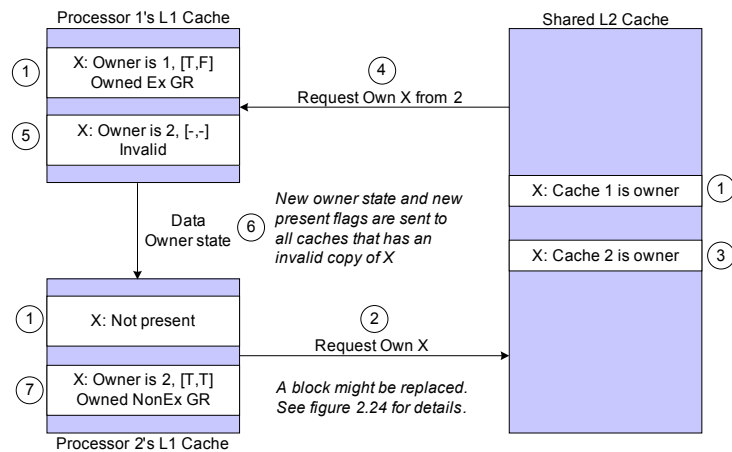 Processor 1's L1 Cache
Shared L2 Cache
1
X: Owner is 1, [T,F]
Owned Ex GR
4
Request Own X from 2
5
X: Owner is 2, [-,-]
Invalid
X: Cache 1 is owner
1
Data
Owner state
6
New owner state and new
present flags are sent to
all caches that has an
invalid copy of X
X: Cache 2 is owner
3
1
X: Not present
2
Request Own X
7
X: Owner is 2, [T,T]
Owned NonEx GR
A block might be replaced.
See figure 2.24 for details.
Processor 2's L1 Cache